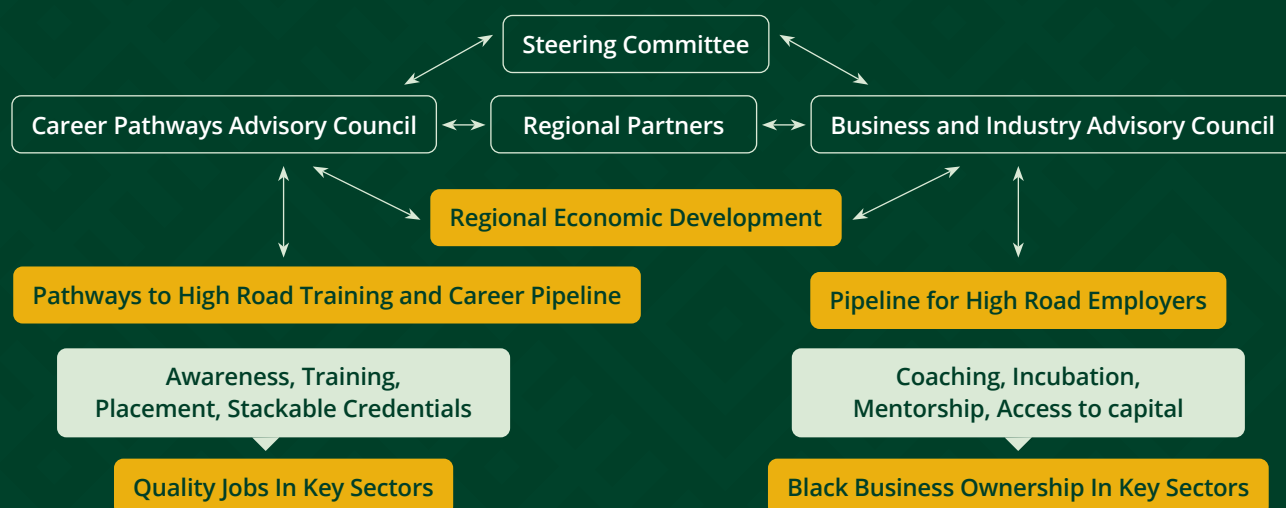 Steering Committee
Career Pathways Advisory Council
Regional Partners
Business and Industry Advisory Council
Regional Economic Development
Pathways to High Road Training and Career Pipeline
Pipeline for High Road Employers
Awareness, Training,
Placement, Stackable Credentials
Coaching, Incubation,
Mentorship, Access to capital
Quality Jobs In Key Sectors
Black Business Ownership In Key Sectors